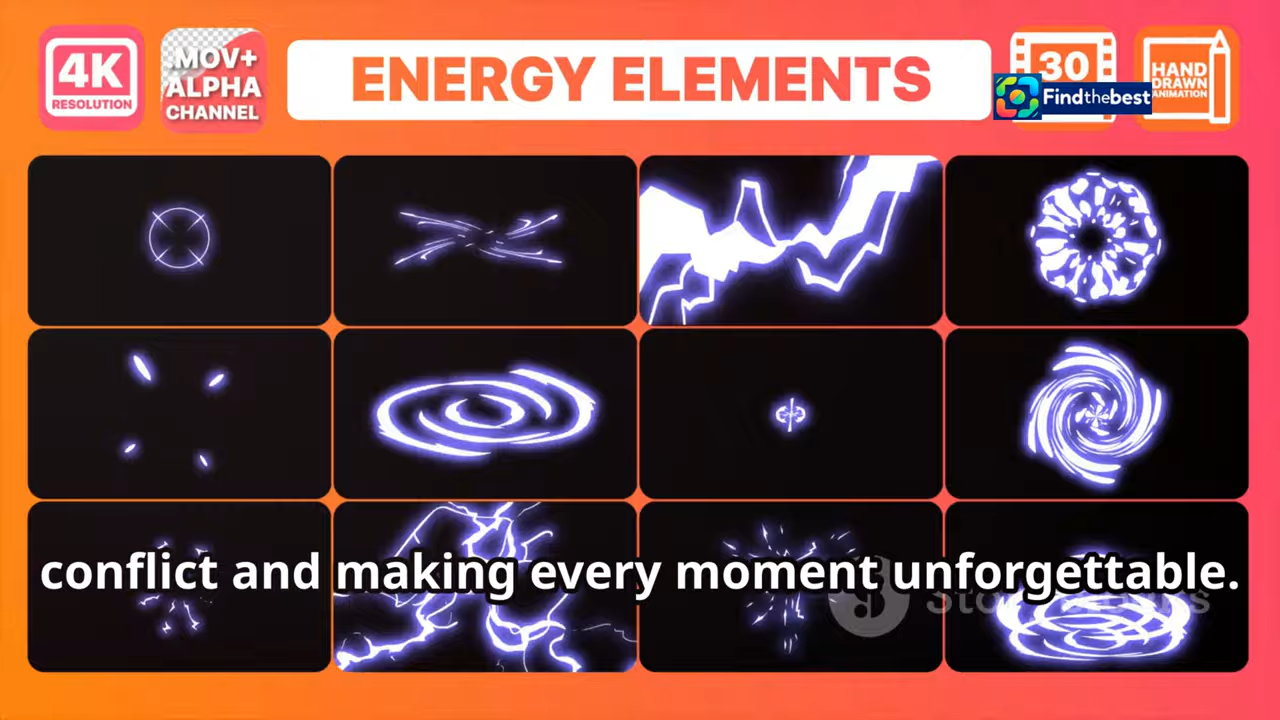 4K
RESOLUTION
MOV+
ALPHA
CHANNEL
ENERGY ELEMENTS
30
Findthebest
HAND
DRAWN
ANIMATION
conflict and making every moment unforgettable.